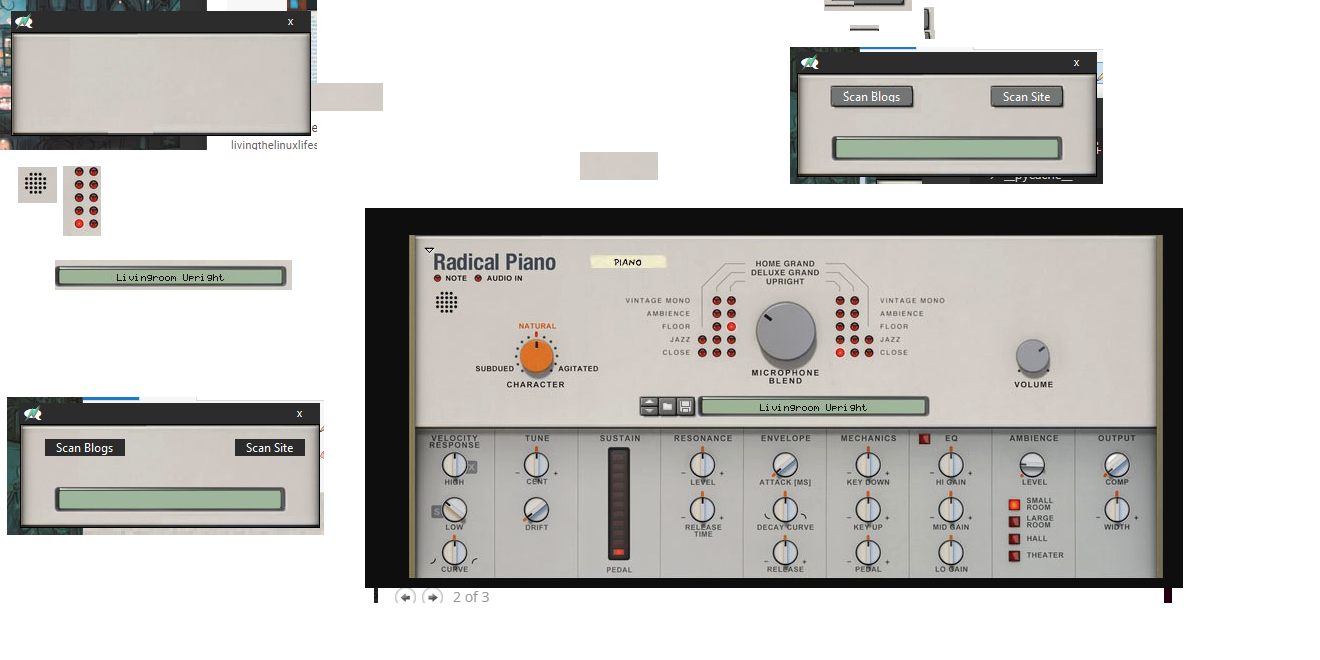 x
e
livingthelinuxlifes
x
Scan Blogs
Scan Site
Livingroom Upright
Radical Piano
PIANO
NOTE
AUDIO IN
HOME GRAND
DELUXE GRAND
UPRIGHT
VINTAGE MONO
AMBIENCE
FLOOR
JAZZ
CLOSE
VINTAGE MONO
AMBIENCE
FLOOR
JAZZ
CLOSE
NATURAL
SUBDUED
AGITATED
CHARACTER
MICROPHONE
BLEND
VOLUME
Livingroom Upright
VELOCITY
RESPONSE
HIGH
LOW
CURVE
TUNE
CENT
DRIFT
SUSTAIN
PEDAL
RESONANCE
LEVEL
RELEASE
TIME
ENVELOPE
ATTACK [MS]
DECAY CURVE
RELEASE
MECHANICS
KEY DOWN
KEY UP
PEDAL
EQ
HI GAIN
MID GAIN
LO GAIN
AMBIENCE
LEVEL
SMALL
ROOM
LARGE
ROOM
HALL
THEATER
OUTPUT
COMP
WIDTH
x
Scan Blogs
Scan Site
2 of 3